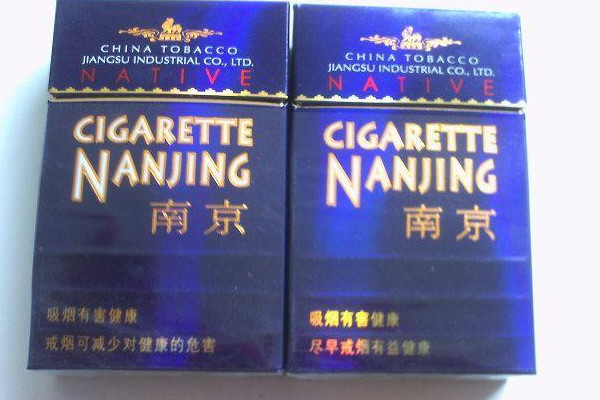 CHINA TOBACCO
JIANGSU INDUSTRIAL CO., LTD.
NATIVE
CIGARETTE
NANJING
南京
吸烟有害健康
戒烟可减少对健康的危害
CHINA TOBACCO
JIANGSU INDUSTRIAL CO., LTD.
NATIVE
CIGARETTE
NANJING
南京
吸烟有害健康
尽早戒烟有益健康